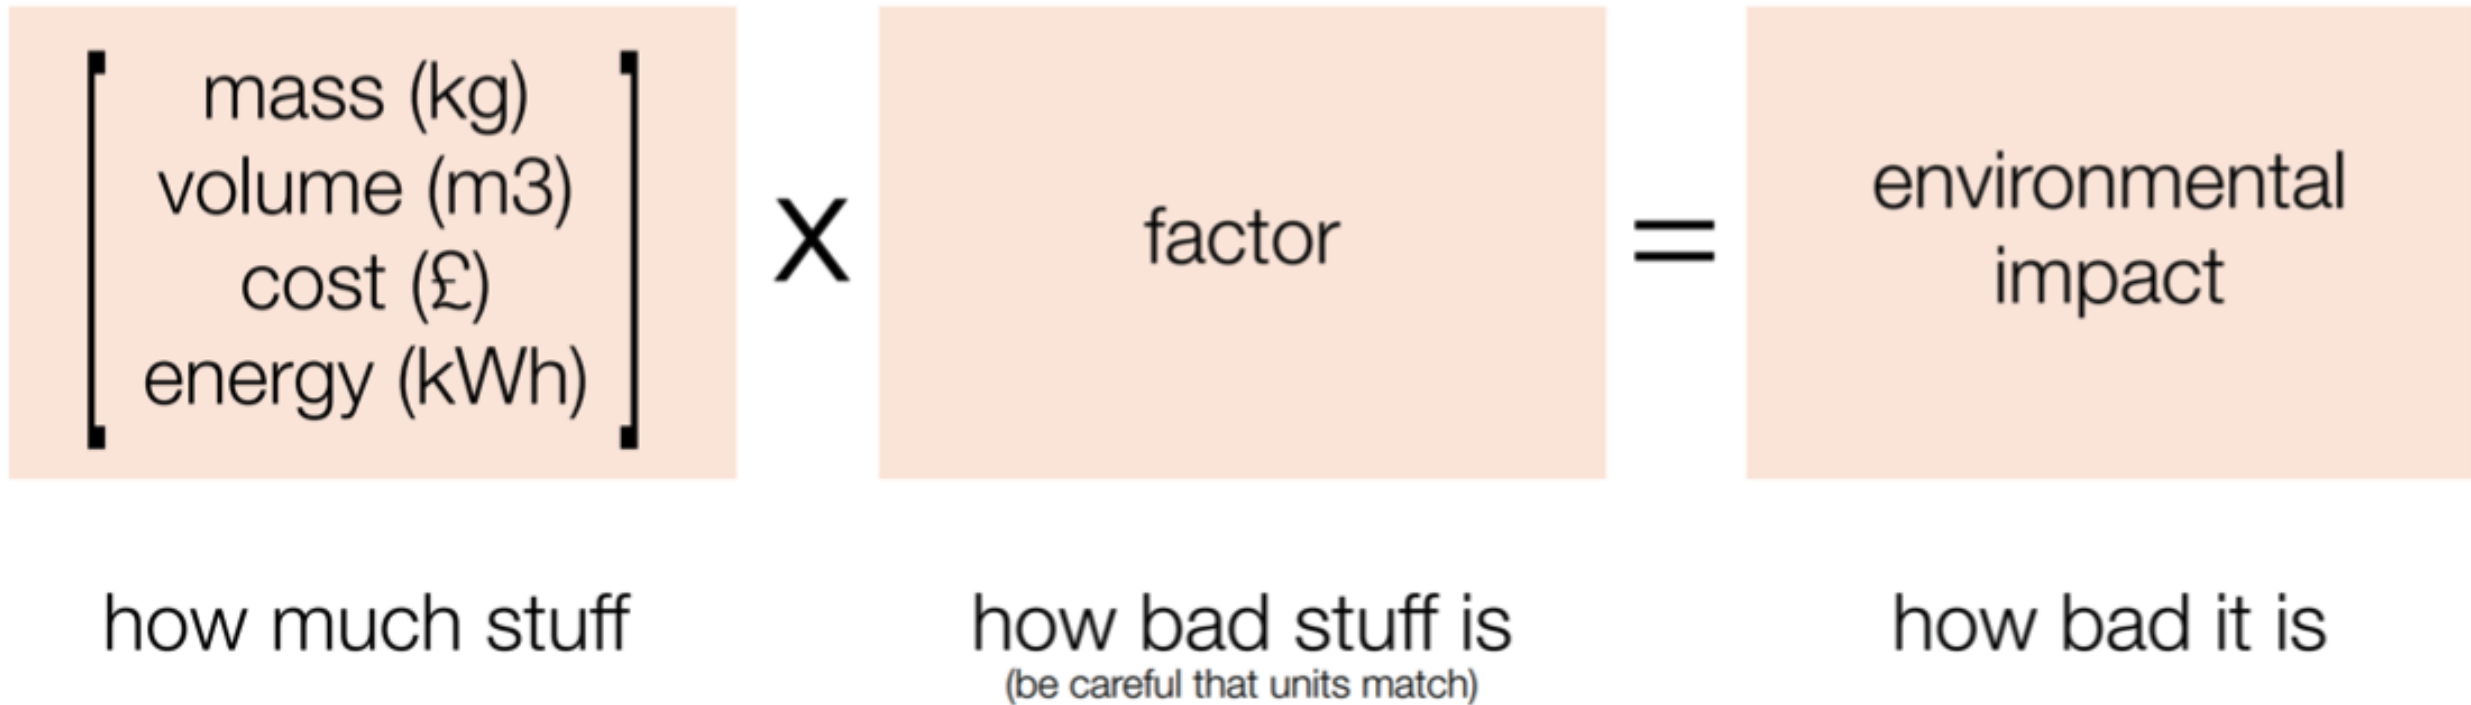 mass (kg)
volume (m3)
cost (£)
energy (kWh)
x
factor
=
environmental
impact
how much stuff
how bad stuff is
(be careful that units match)
how bad it is